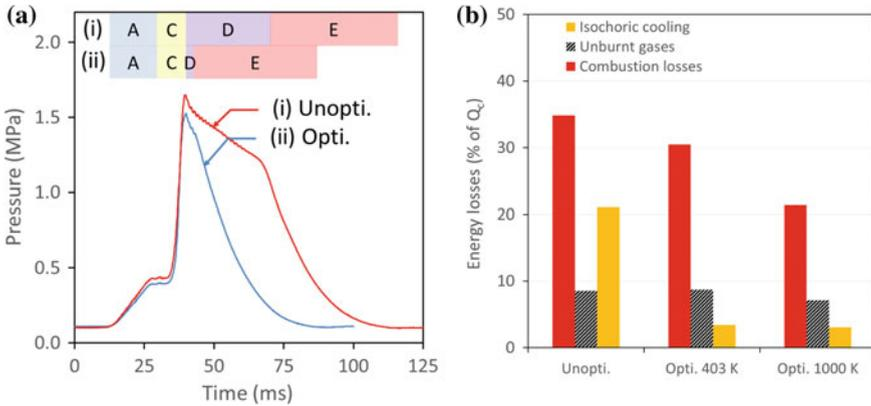 (a)
(i) A C D E
(ii) A C D E
2.0
1.5
1.0
0.5
0.0
Pressure (MPa)
(i) Unopti.
(ii) Opti.
0 25 50 75 100 125
Time (ms)
(b)
Isochoric cooling
Unburnt gases
Combustion losses
50
40
30
20
10
0
Energy losses (% of Qc)
Unopti. Opti. 403 K Opti. 1000 K